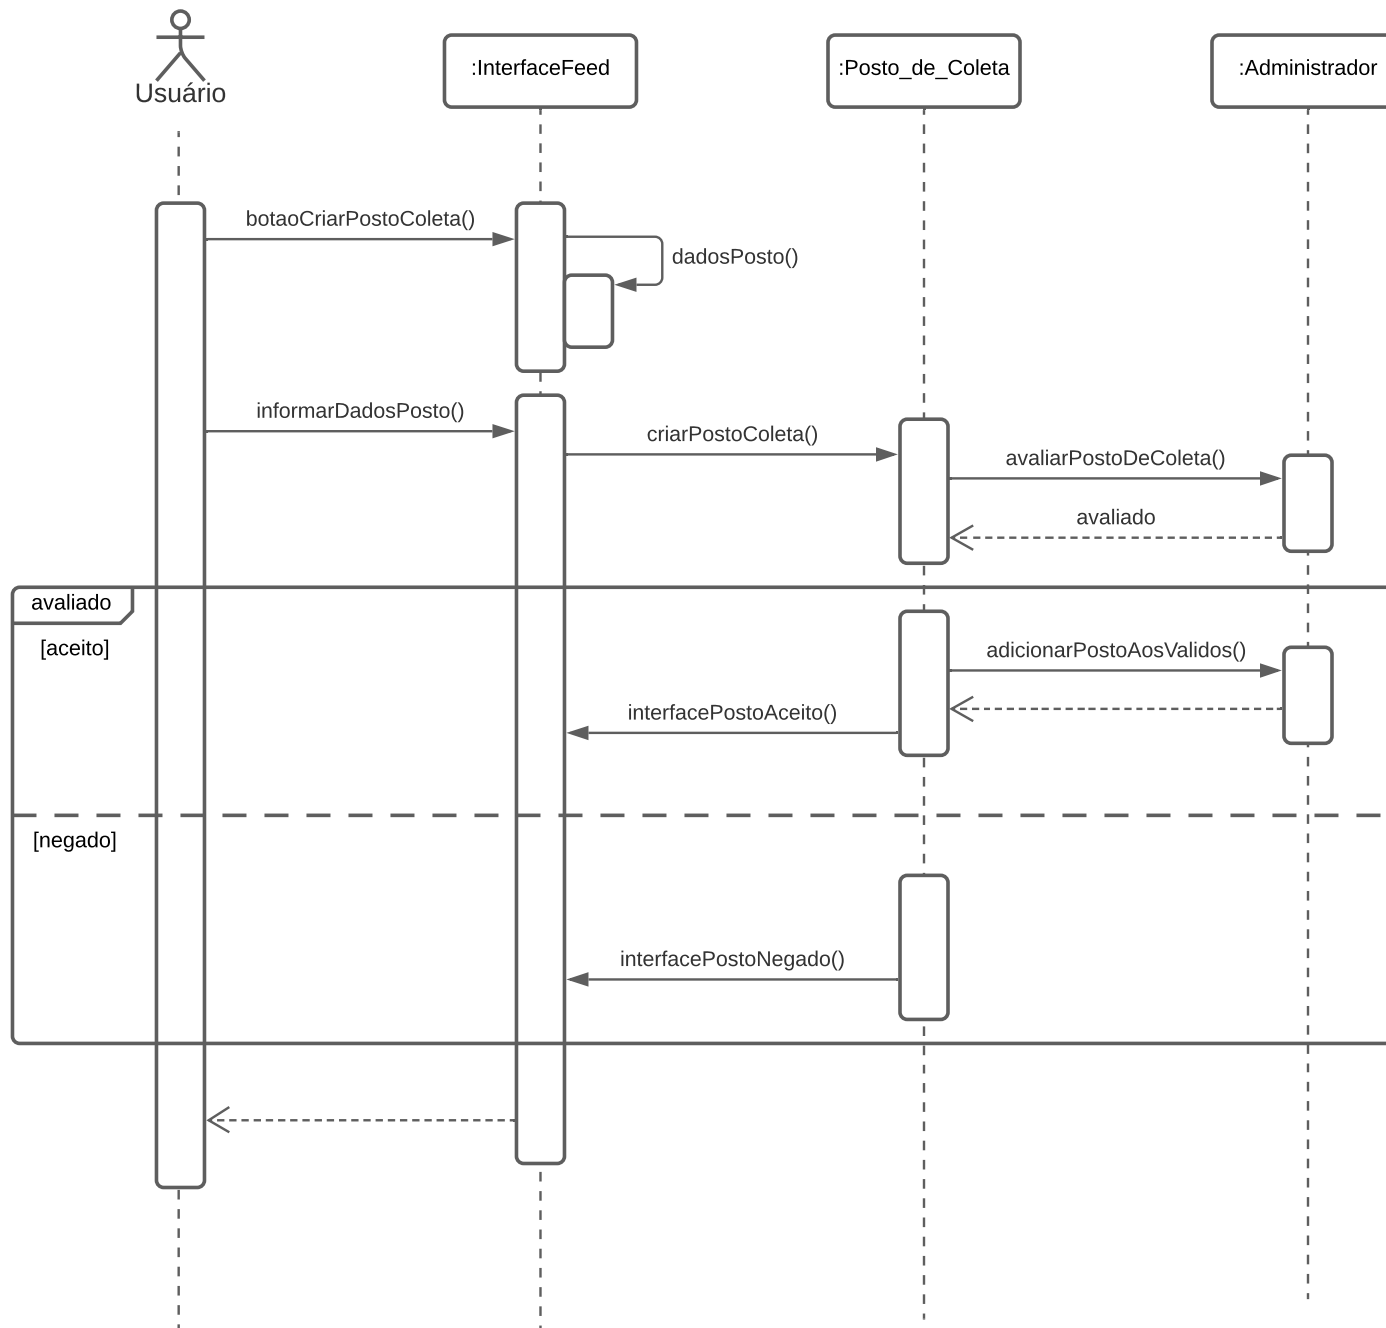 Usuário
:InterfaceFeed
:Posto_de_Coleta
:Administrador
botaoCriarPostoColeta()
dadosPosto()
informarDadosPosto()
criarPostoColeta()
avaliarPostoDeColeta()
avaliado
avaliado
[aceito]
adicionarPostoAosValidos()
interfacePostoAceito()
[negado]
interfacePostoNegado()